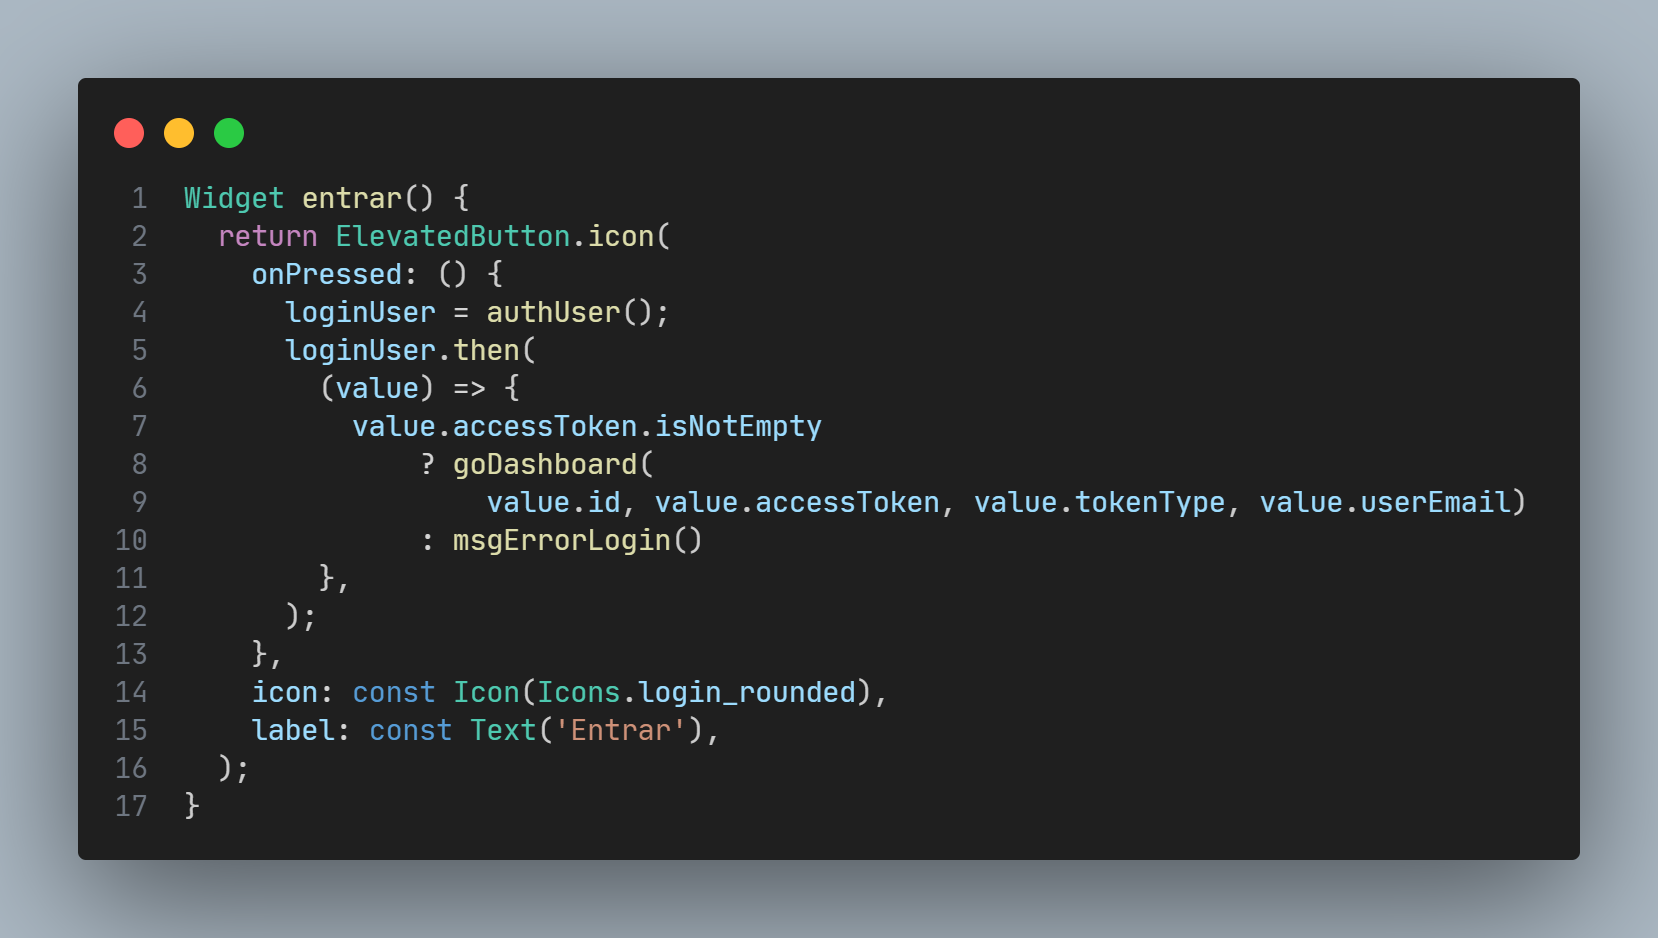 1 Widget entrar() {
2   return ElevatedButton.icon(
3     onPressed: () {
4       loginUser = authUser();
5       loginUser.then(
6         (value) => {
7           value.accessToken.isNotEmpty
8               ? goDashboard(
9                   value.id, value.accessToken, value.tokenType, value.userEmail)
10               : msgErrorLogin()
11         },
12       );
13     },
14     icon: const Icon(Icons.login_rounded),
15     label: const Text('Entrar'),
16   );
17 }